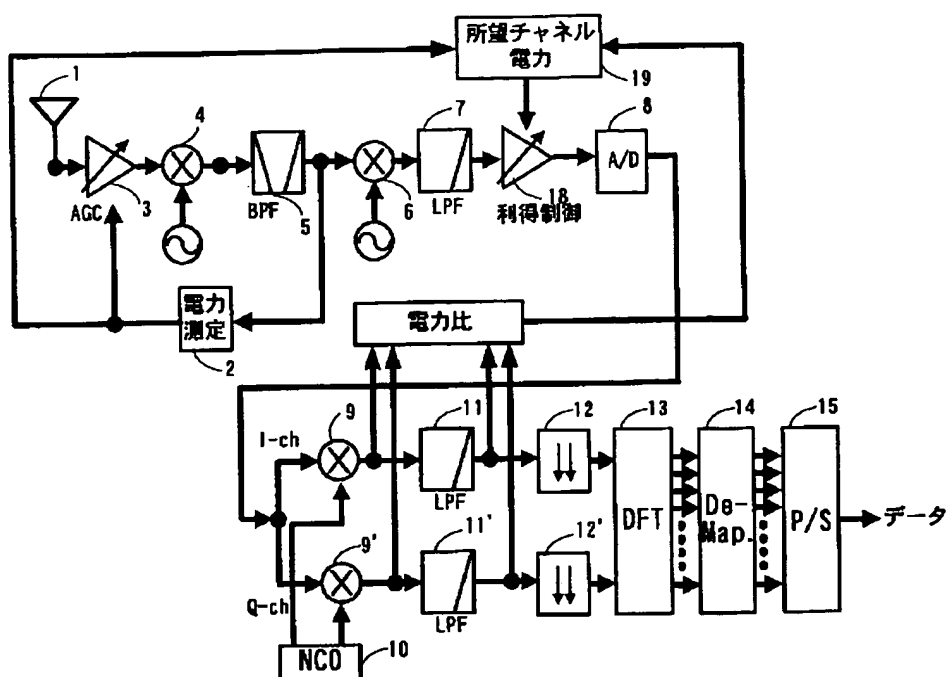 所望チャネル
電力
19
1
4
7
8
A/D
AGC
3
BPF
5
6
LPF
18
利得制御
電力
測定
2
電力比
I-ch
9
11
12
13
14
15
LPF
DFT
De-
Map.
P/S
データ
9'
11'
12'
Q-ch
LPF
NCO
10